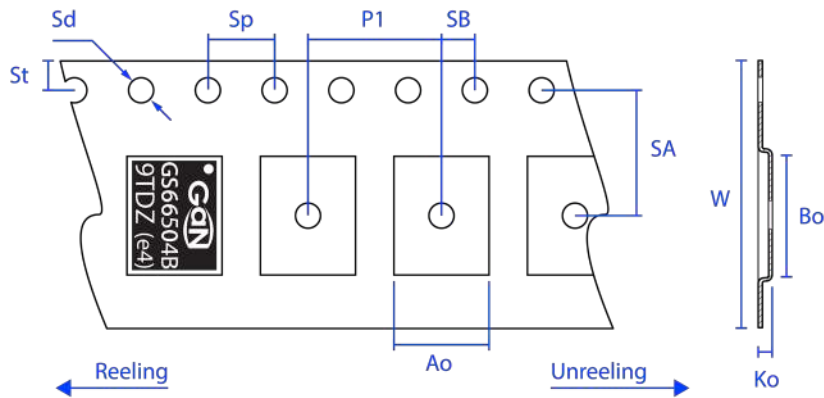 Sd
Sp
P1
SB
St
SA
W
Bo
GaN
GS66504B
9TDZ (e4)
Ao
Ko
Reeling
Unreeling